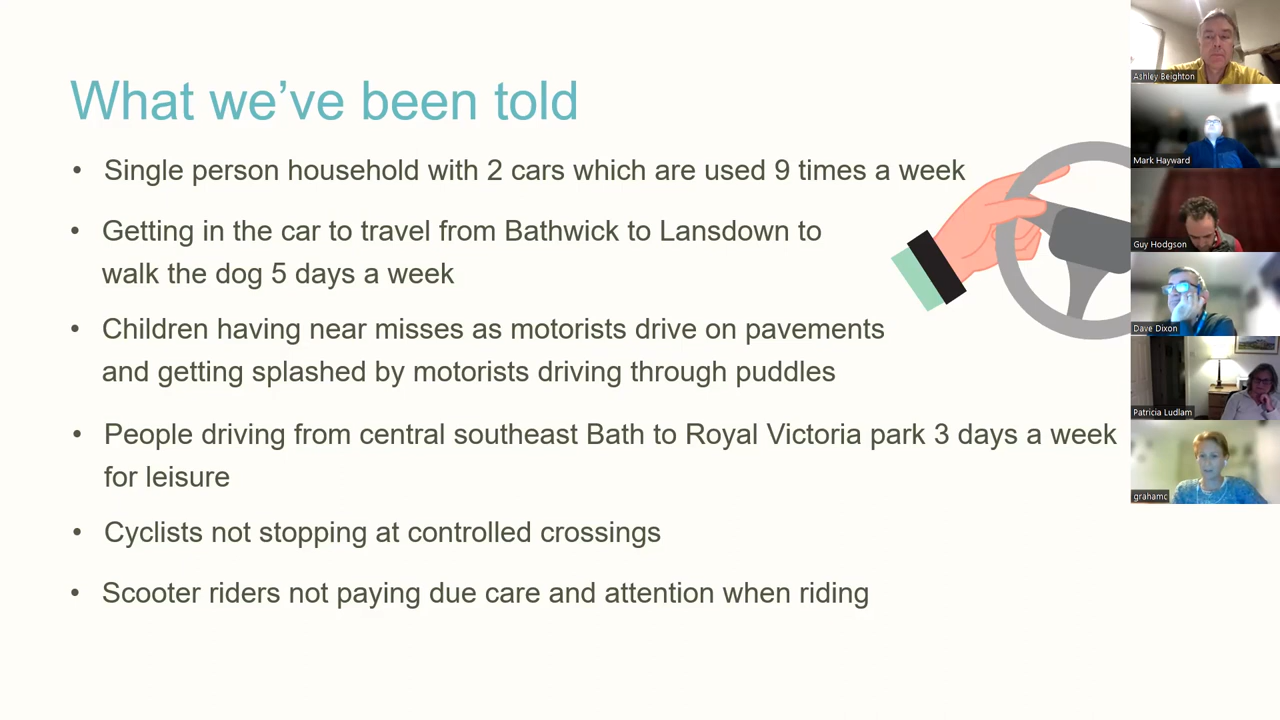 What we’ve been told
• Single person household with 2 cars which are used 9 times a week
• Getting in the car to travel from Bathwick to Lansdown to
walk the dog 5 days a week
• Children having near misses as motorists drive on pavements
and getting splashed by motorists driving through puddles
• People driving from central southeast Bath to Royal Victoria park 3 days a week
for leisure
• Cyclists not stopping at controlled crossings
• Scooter riders not paying due care and attention when riding
Ashley Beighton
Mark Hayward
Guy Hodgson
Dave Dixon
Patricia Ludlam
grahamc